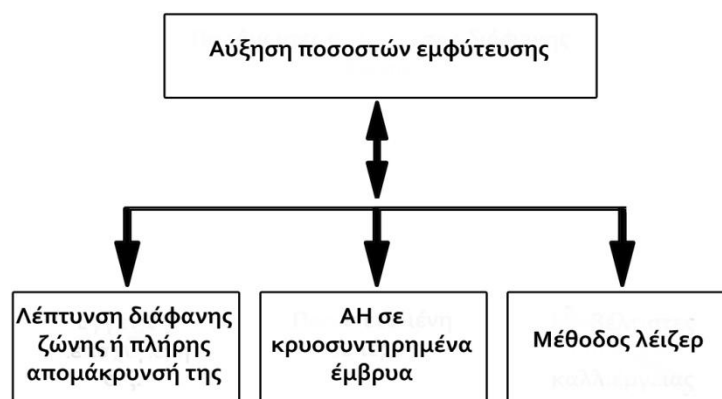 Αύξηση ποσοστών εμφύτευσης
Λέπτυνση διάφανης
ζώνης ή πλήρης
απομάκρυνσή της
ΑΗ σε
κρυοσυντηρημένα
έμβρυα
Μέθοδος λέιζερ